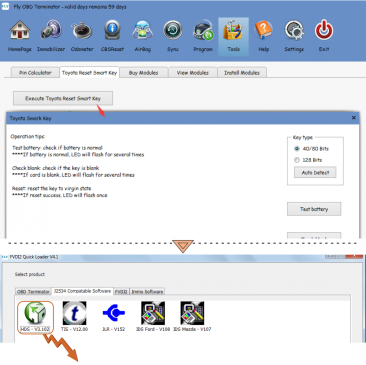 Fly OBD Terminator - valid days remains 59 days
HomePage Immobilizer Odometer CBSReset AirBag Sync Program Tools Help Settings Exit
Pin Calculator Toyota Reset Smart Key Buy Modules View Modules Install Modules
Execute Toyota Reset Smart Key
Toyota Smark Key
Operation tips:
Test battery: check if battery is normal
****If battery is normal, LED will flash for several times
Check blank: check if the key is blank
****If card is blank, LED will flash for several times
Reset: reset the key to virgin state
****If reset success, LED will flash once
Key type
40/80 Bits
128 Bits
Auto Detect
Test battery
FVDI2 Quick Loader V4.1
Select product
OBD Terminator J2534 Compatable Software FVDI2 Immo Software
HDS - V3.102 TIS - V12.00 JLR - V152 IDS Ford - V108 IDS Mazda - V107